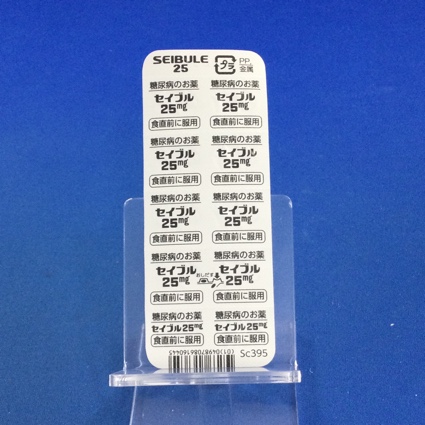 SEIBULE
25
プラ
PP,
金属
糖尿病のお薬 糖尿病のお薬
セイブル セイブル
25mg 25mg
食直前に服用 食直前に服用
糖尿病のお薬 糖尿病のお薬
セイブル セイブル
25mg 25mg
食直前に服用 食直前に服用
糖尿病のお薬 糖尿病のお薬
セイブル セイブル
25mg 25mg
食直前に服用 食直前に服用
糖尿病のお薬 糖尿病のお薬
セイブル おしだす セイブル
25mg 25mg
食直前に服用 食直前に服用
糖尿病のお薬 糖尿病のお薬
セイブル25mg セイブル25mg
食直前に服用 食直前に服用
(01)04987086160445
Sc395